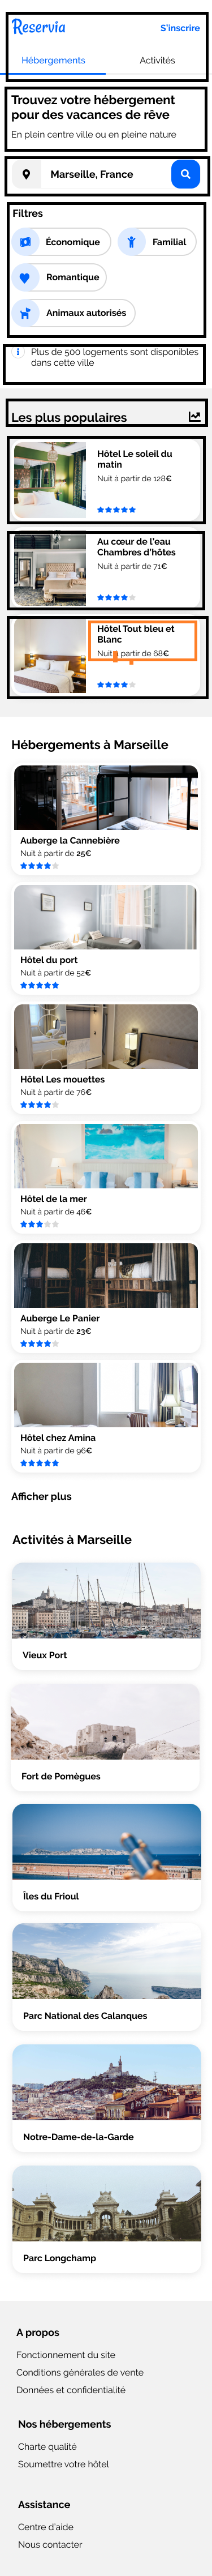 Reservia
S'inscrire
Hébergements
Activités
Trouvez votre hébergement
pour des vacances de rêve
En plein centre ville ou en pleine nature
Marseille, France
Filtres
Économique
Familial
Romantique
Animaux autorisés
Plus de 500 logements sont disponibles
dans cette ville
Les plus populaires
Hôtel Le soleil du
matin
Nuit à partir de 128€
Au cœur de l'eau
Chambres d'hôtes
Nuit à partir de 71€
Hôtel Tout bleu et
Blanc
Nuit à partir de 68€
Hébergements à Marseille
Auberge la Cannebière
Nuit à partir de 25€
Hôtel du port
Nuit à partir de 52€
Hôtel Les mouettes
Nuit à partir de 76€
Hôtel de la mer
Nuit à partir de 46€
Auberge Le Panier
Nuit à partir de 23€
Hôtel chez Amina
Nuit à partir de 96€
Afficher plus
Activités à Marseille
Vieux Port
Fort de Pomègues
Îles du Frioul
Parc National des Calanques
Notre-Dame-de-la-Garde
Parc Longchamp
A propos
Fonctionnement du site
Conditions générales de vente
Données et confidentialité
Nos hébergements
Charte qualité
Soumettre votre hôtel
Assistance
Centre d'aide
Nous contacter